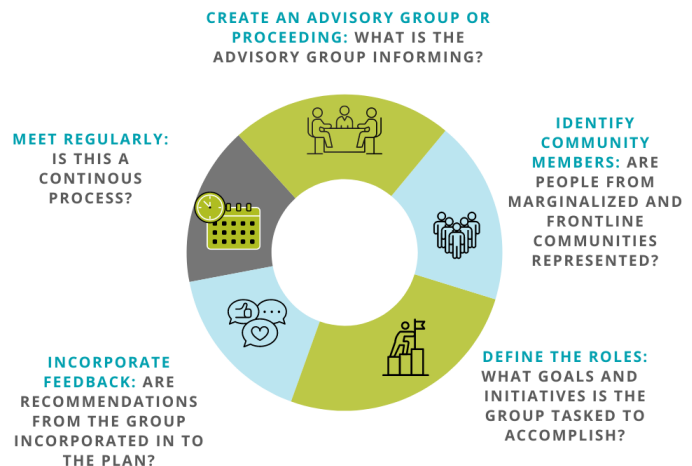 CREATE AN ADVISORY GROUP OR
PROCEEDING: WHAT IS THE
ADVISORY GROUP INFORMING?
IDENTIFY
COMMUNITY
MEMBERS: ARE
PEOPLE FROM
MARGINALIZED AND
FRONTLINE
COMMUNITIES
REPRESENTED?
DEFINE THE ROLES:
WHAT GOALS AND
INITIATIVES IS THE
GROUP TASKED TO
ACCOMPLISH?
INCORPORATE
FEEDBACK: ARE
RECOMMENDATIONS
FROM THE GROUP
INCORPORATED IN TO
THE PLAN?
MEET REGULARLY:
IS THIS A
CONTINOUS
PROCESS?